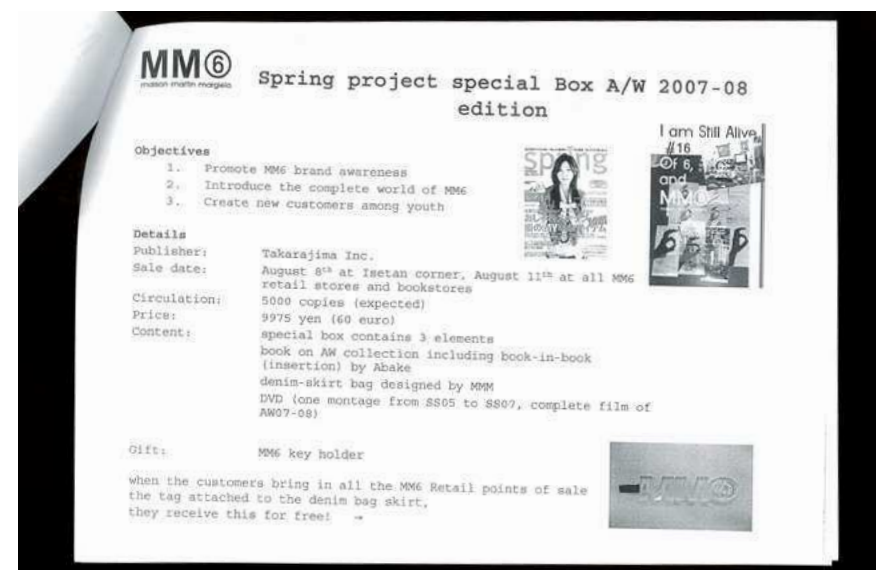 MM⑥
maison martin margiela
Spring project special Box A/W 2007-08
edition
I am Still Alive
#16
Of 6,
and
MM⑥
spring
Objectives
1. Promote MM6 brand awareness
2. Introduce the complete world of MM6
3. Create new customers among youth
Details
Publisher: Takarajima Inc.
Sale date: August 8th at Isetan corner, August 11th at all MM6
retail stores and bookstores
Circulation: 5000 copies (expected)
Price: 9975 yen (60 euro)
Content: special box contains 3 elements
book on AW collection including book-in-book
(insertion) by Abake
denim-skirt bag designed by MMM
DVD (one montage from SS05 to SS07, complete film of
AW07-08)
Gift: MM6 key holder
when the customers bring in all the MM6 Retail points of sale
the tag attached to the denim bag skirt,
they receive this for free! →
MM⑥